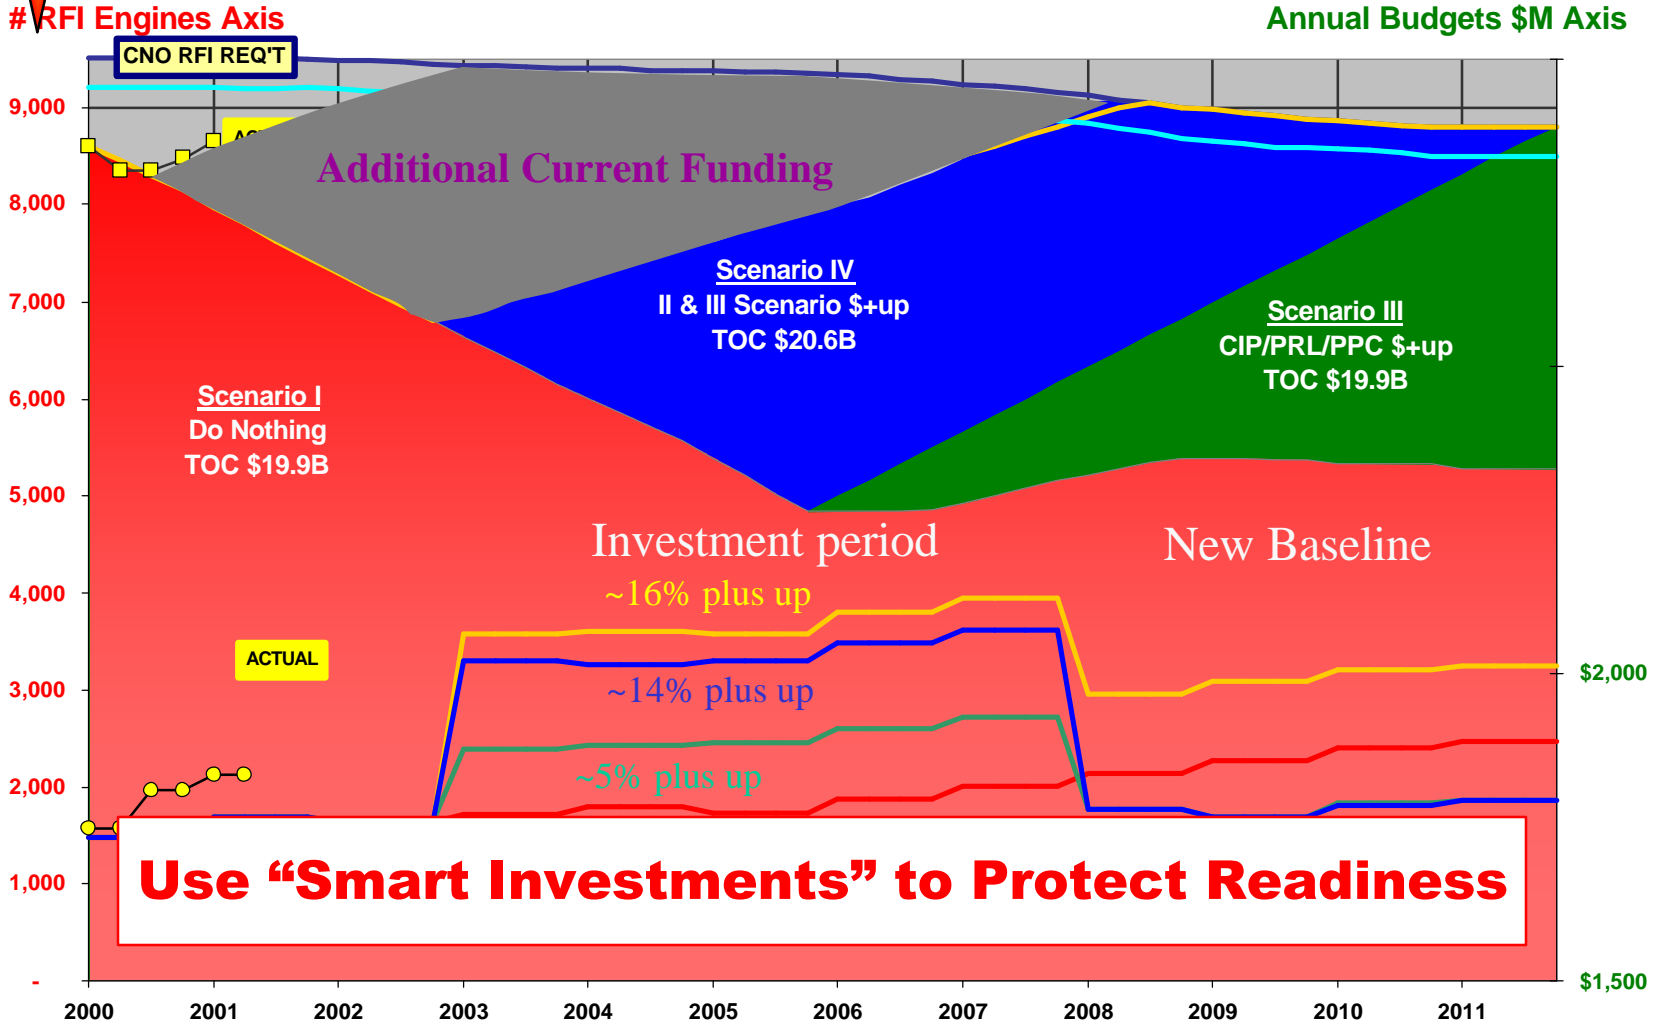 # RFI Engines Axis
Annual Budgets $M Axis
CNO RFI REQ'T
9,000
Additional Current Funding
8,000
Scenario IV
II & III Scenario $+up
TOC $20.6B
7,000
Scenario III
CIP/PRL/PPC $+up
TOC $19.9B
6,000
Scenario I
Do Nothing
TOC $19.9B
5,000
Investment period
New Baseline
4,000
~16% plus up
ACTUAL
3,000
~14% plus up
$2,000
2,000
~5% plus up
1,000
Use “Smart Investments” to Protect Readiness
-
$1,500
2000 2001 2002 2003 2004 2005 2006 2007 2008 2009 2010 2011